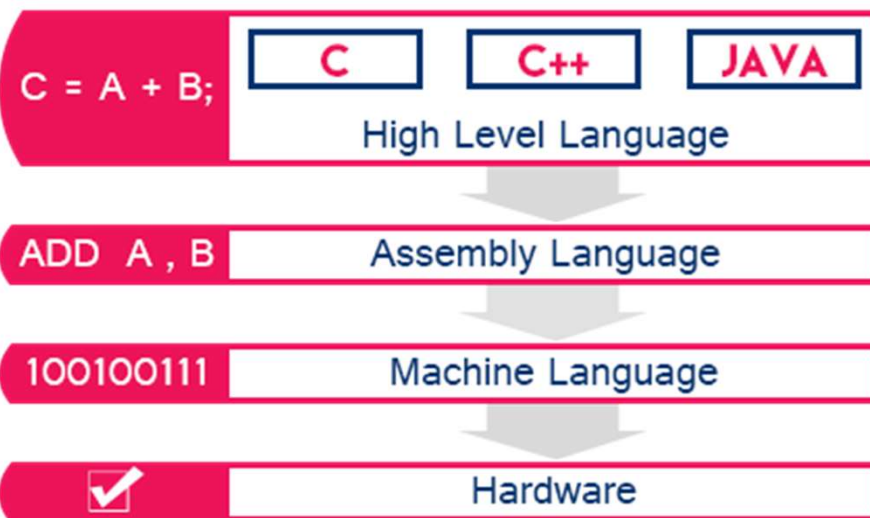 C = A + B;
C C++ JAVA
High Level Language
ADD A , B
Assembly Language
100100111
Machine Language
Hardware